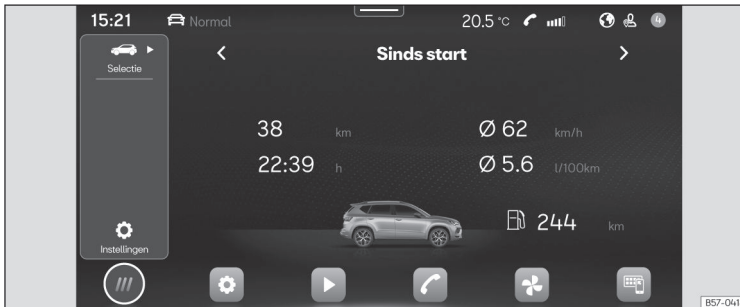 15:21 Normal 20.5 °C 4
Selectie
Sinds start
38 km Ø 62 km/h
22:39 h Ø 5.6 l/100km
244 km
Instellingen
B57-041